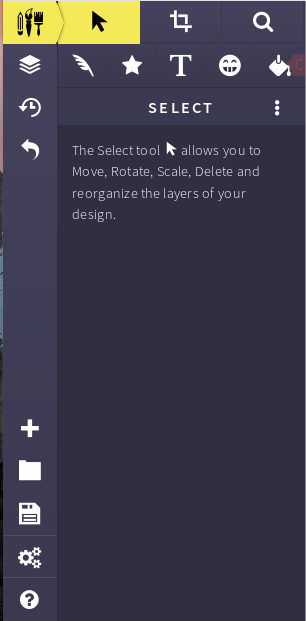 T
SELECT
The Select tool allows you to
Move, Rotate, Scale, Delete and
reorganize the layers of your
design.
?